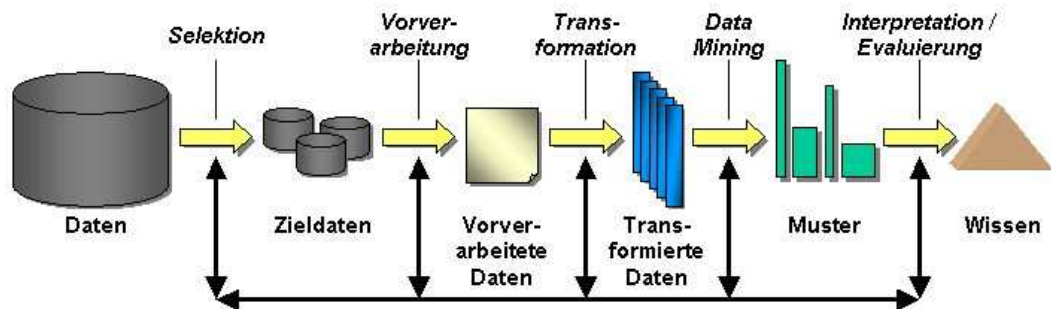 Selektion
Vorver-
arbeitung
Trans-
formation
Data
Mining
Interpretation /
Evaluierung
Daten
Zieldaten
Vorver-
arbeitete
Daten
Trans-
formierte
Daten
Muster
Wissen